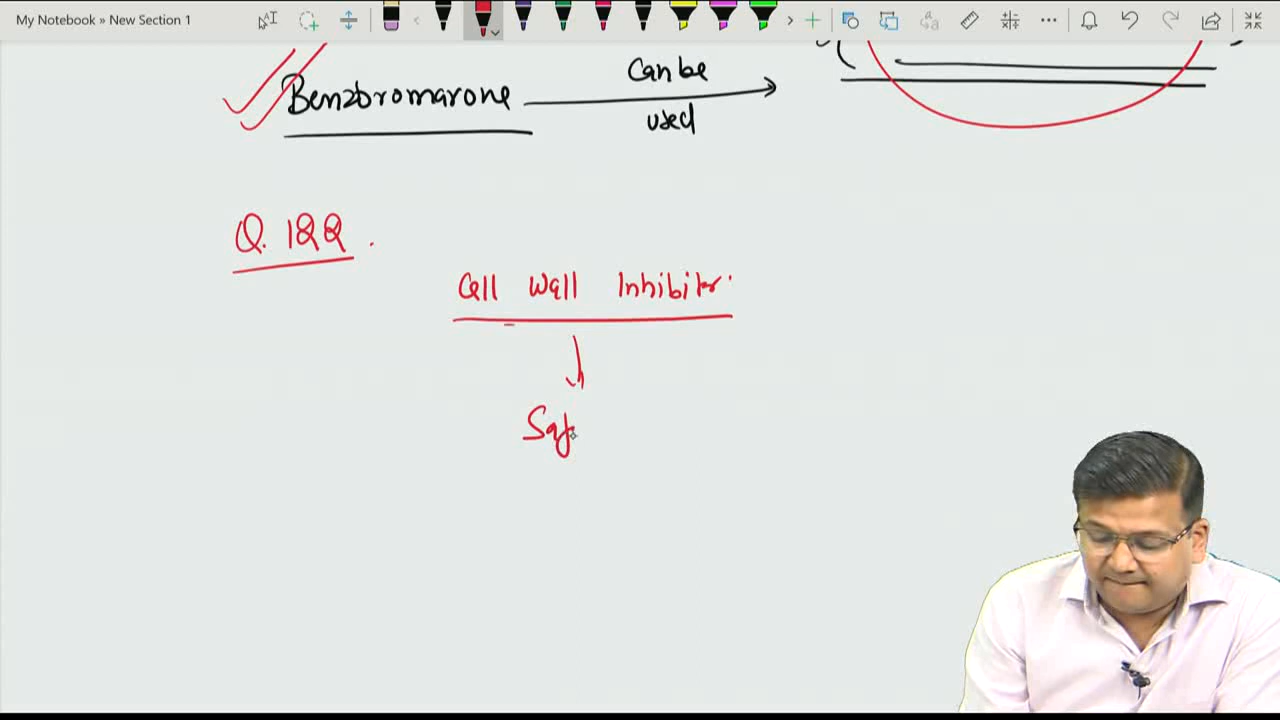 My Notebook » New Section 1
Can be
Benzbromarone
used
Q. 122.
Cell Wall Inhibitor.
Saf